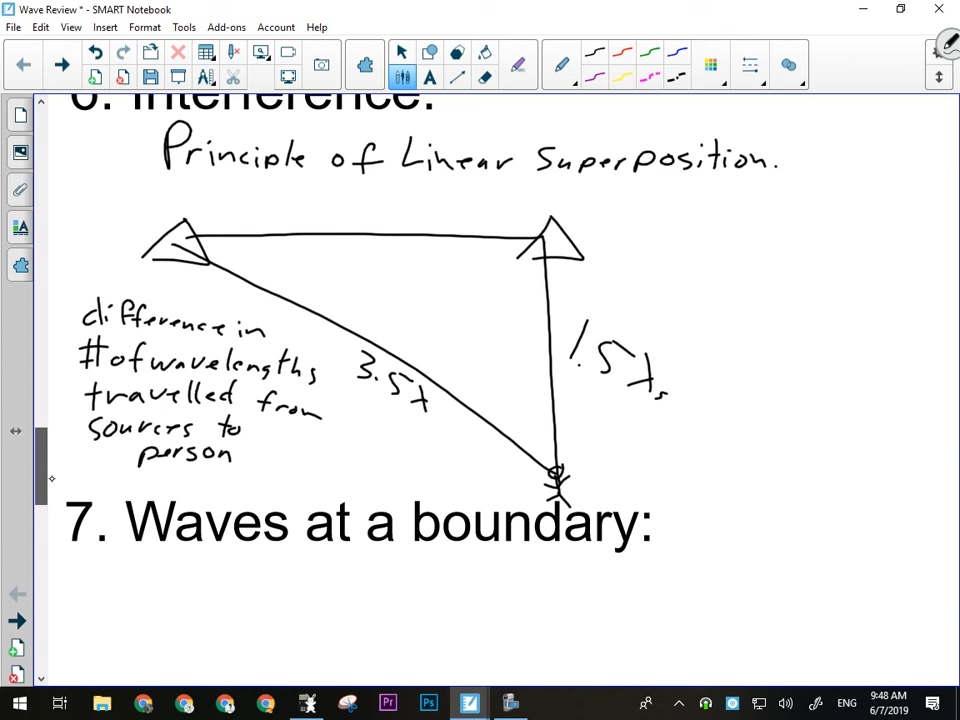 Wave Review * - SMART Notebook
File Edit View Insert Format Tools Add-ons Account Help
6. Interference:
Principle of Linear Superposition.
difference in
# of wavelengths
travelled from
sources to
person
3.5λ
1.5λ
7. Waves at a boundary:
ENG
9:48 AM
6/7/2019